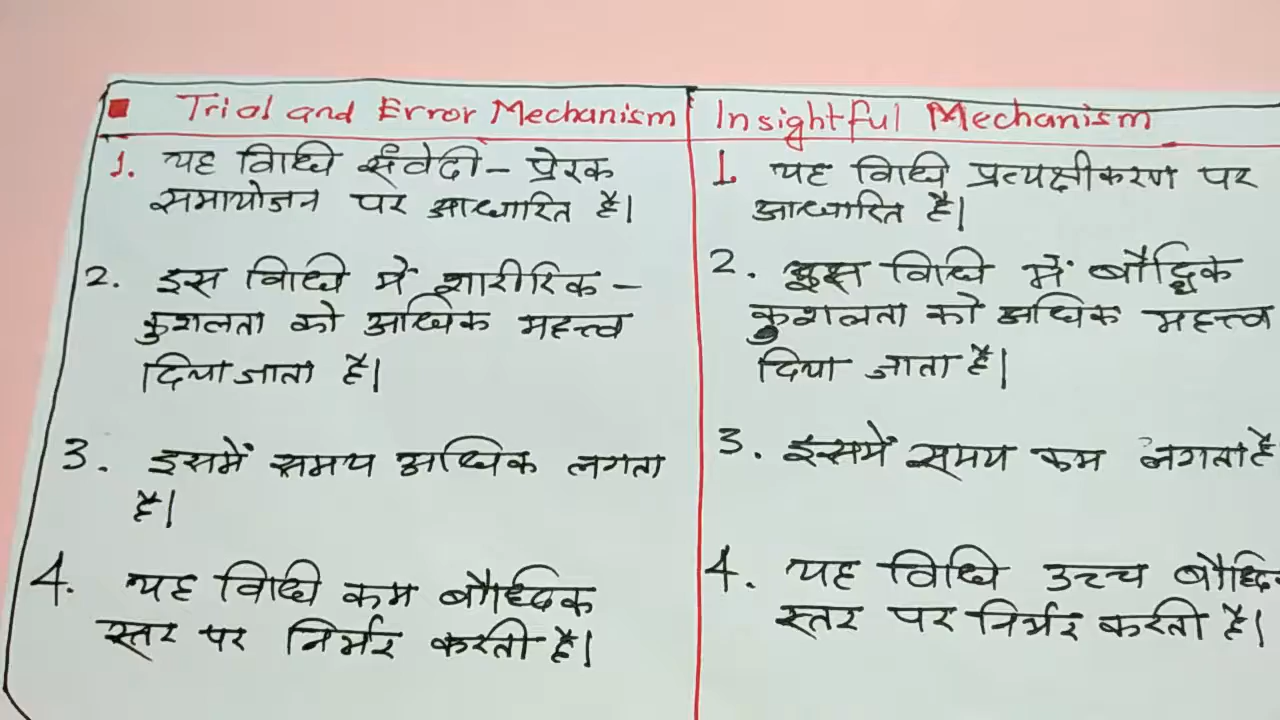 Trial and Error Mechanism
1. यह विधि संवेदी - प्रेरक
समायोजन पर आधारित है।
2. इस विधि में शारीरिक -
कुशलता को अधिक महत्त्व
दिया जाता है।
3. इसमें समय अधिक लगता
है।
4. यह विधि कम बौद्धिक
स्तर पर निर्भर करती है।
Insightful Mechanism
1. यह विधि प्रत्यक्षीकरण पर
आधारित है।
2. इस विधि में बौद्धिक
कुशलता को अधिक महत्त्व
दिया जाता है।
3. इसमें समय कम लगता है
4. यह विधि उच्च
स्तर पर निर्भर करती है।